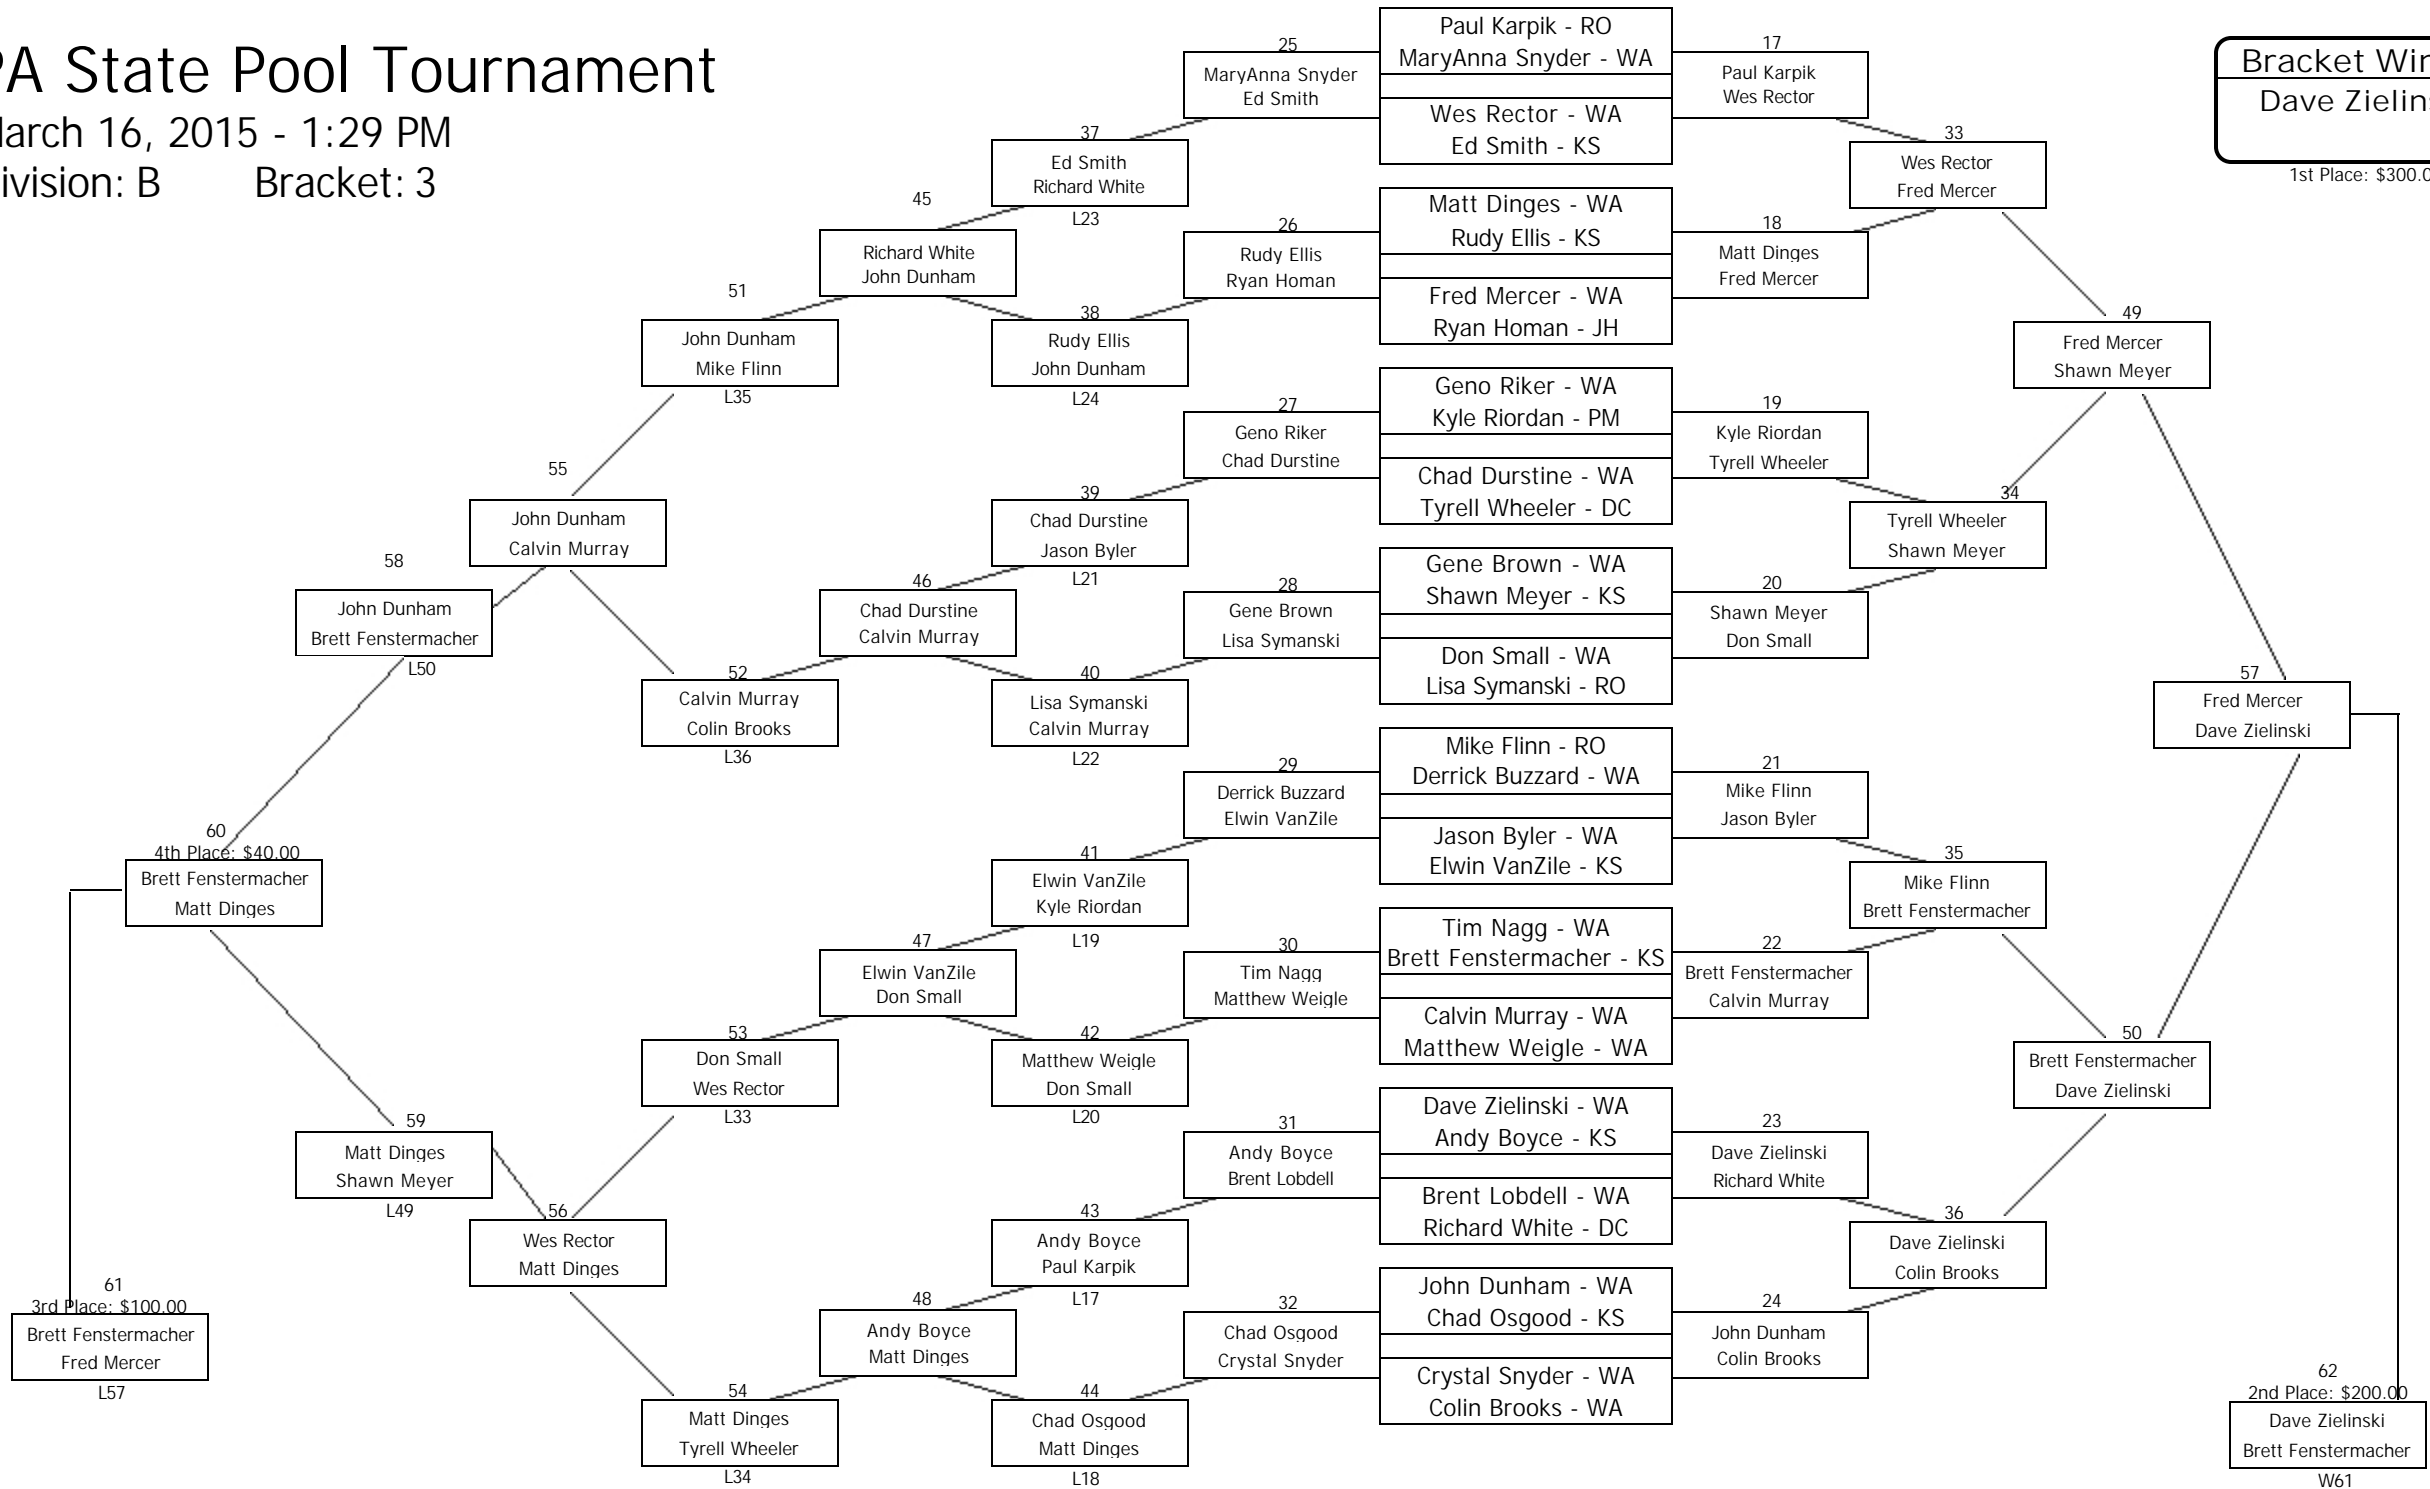 PA State Pool Tournament
March 16, 2015 - 1:29 PM
ivision: B Bracket: 3
Bracket Win
Dave Zielins
1st Place: $300.0
60
4th Place: $40.00
Brett Fenstermacher
Matt Dinges
61
3rd Place: $100.00
Brett Fenstermacher
Fred Mercer
L57
58
John Dunham
Brett Fenstermacher
L50
59
Matt Dinges
Shawn Meyer
L49
55
John Dunham
Calvin Murray
56
Wes Rector
Matt Dinges
51
John Dunham
Mike Flinn
L35
52
Calvin Murray
Colin Brooks
L36
53
Don Small
Wes Rector
L33
54
Matt Dinges
Tyrell Wheeler
L34
45
Richard White
John Dunham
46
Chad Durstine
Calvin Murray
47
Elwin VanZile
Don Small
48
Andy Boyce
Matt Dinges
37
Ed Smith
Richard White
L23
38
Rudy Ellis
John Dunham
L24
39
Chad Durstine
Jason Byler
L21
40
Lisa Symanski
Calvin Murray
L22
41
Elwin VanZile
Kyle Riordan
L19
42
Matthew Weigle
Don Small
L20
43
Andy Boyce
Paul Karpik
L17
44
Chad Osgood
Matt Dinges
L18
25
MaryAnna Snyder
Ed Smith
26
Rudy Ellis
Ryan Homan
27
Geno Riker
Chad Durstine
28
Gene Brown
Lisa Symanski
29
Derrick Buzzard
Elwin VanZile
30
Tim Nagg
Matthew Weigle
31
Andy Boyce
Brent Lobdell
32
Chad Osgood
Crystal Snyder
Paul Karpik - RO
MaryAnna Snyder - WA
Wes Rector - WA
Ed Smith - KS
Matt Dinges - WA
Rudy Ellis - KS
Fred Mercer - WA
Ryan Homan - JH
Geno Riker - WA
Kyle Riordan - PM
Chad Durstine - WA
Tyrell Wheeler - DC
Gene Brown - WA
Shawn Meyer - KS
Don Small - WA
Lisa Symanski - RO
Mike Flinn - RO
Derrick Buzzard - WA
Jason Byler - WA
Elwin VanZile - KS
Tim Nagg - WA
Brett Fenstermacher - KS
Calvin Murray - WA
Matthew Weigle - WA
Dave Zielinski - WA
Andy Boyce - KS
Brent Lobdell - WA
Richard White - DC
John Dunham - WA
Chad Osgood - KS
Crystal Snyder - WA
Colin Brooks - WA
17
Paul Karpik
Wes Rector
18
Matt Dinges
Fred Mercer
19
Kyle Riordan
Tyrell Wheeler
20
Shawn Meyer
Don Small
21
Mike Flinn
Jason Byler
22
Brett Fenstermacher
Calvin Murray
23
Dave Zielinski
Richard White
24
John Dunham
Colin Brooks
33
Wes Rector
Fred Mercer
34
Tyrell Wheeler
Shawn Meyer
35
Mike Flinn
Brett Fenstermacher
36
Dave Zielinski
Colin Brooks
49
Fred Mercer
Shawn Meyer
50
Brett Fenstermacher
Dave Zielinski
57
Fred Mercer
Dave Zielinski
62
2nd Place: $200.00
Dave Zielinski
Brett Fenstermacher
W61